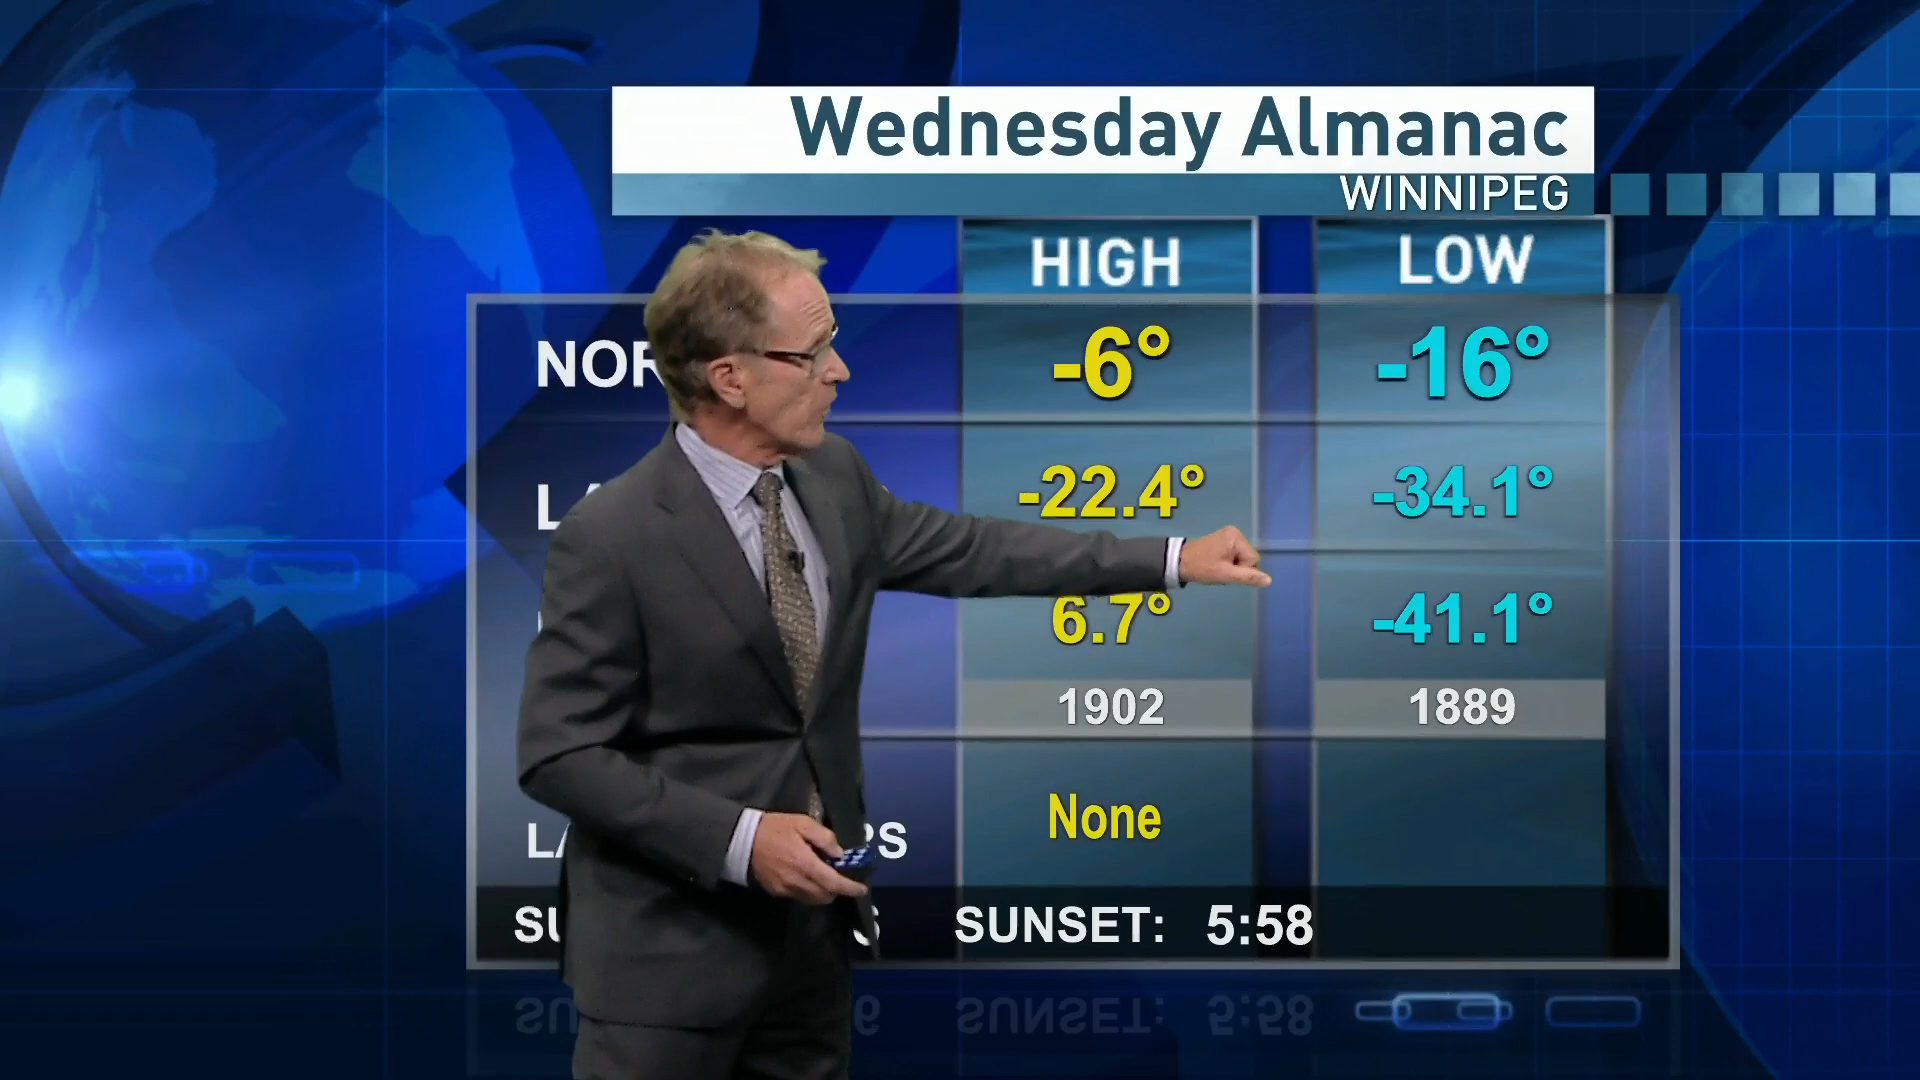 Wednesday Almanac
WINNIPEG
HIGH LOW
-6° -16°
-22.4° -34.1°
6.7° -41.1°
1902 1889
None
SUNSET: 5:58